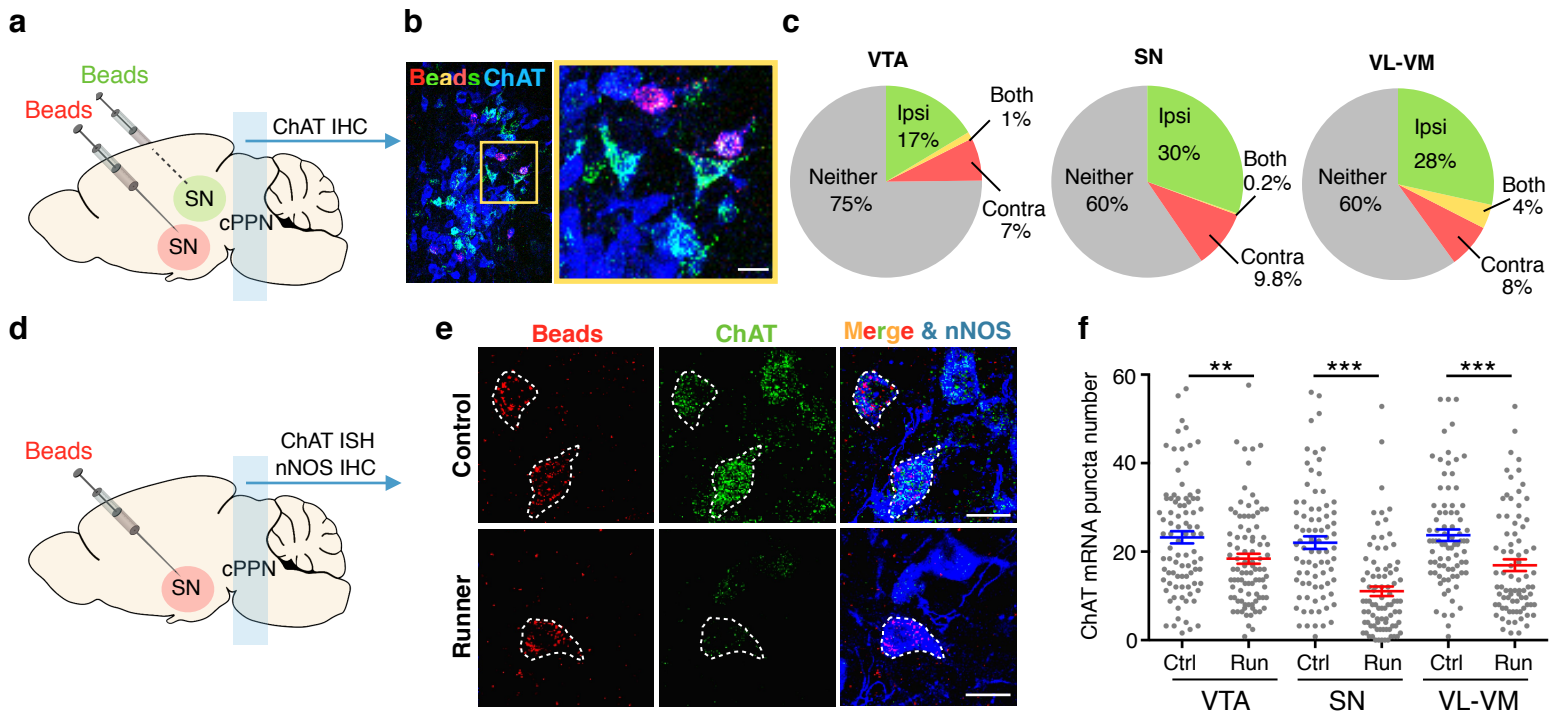 a
Beads
Beads
ChAT IHC
SN
cPPN
SN
b
Beads ChAT
c
VTA
Ipsi
17%
Both
1%
Neither
75%
Contra
7%
SN
Ipsi
30%
Both
0.2%
Neither
60%
Contra
9.8%
VL-VM
Ipsi
28%
Both
4%
Neither
60%
Contra
8%
d
Beads
ChAT ISH
nNOS IHC
cPPN
SN
e
Beads
ChAT
Merge & nNOS
Control
Runner
f
ChAT mRNA puncta number
60
40
20
0
** *** ***
Ctrl Run Ctrl Run Ctrl Run
VTA SN VL-VM